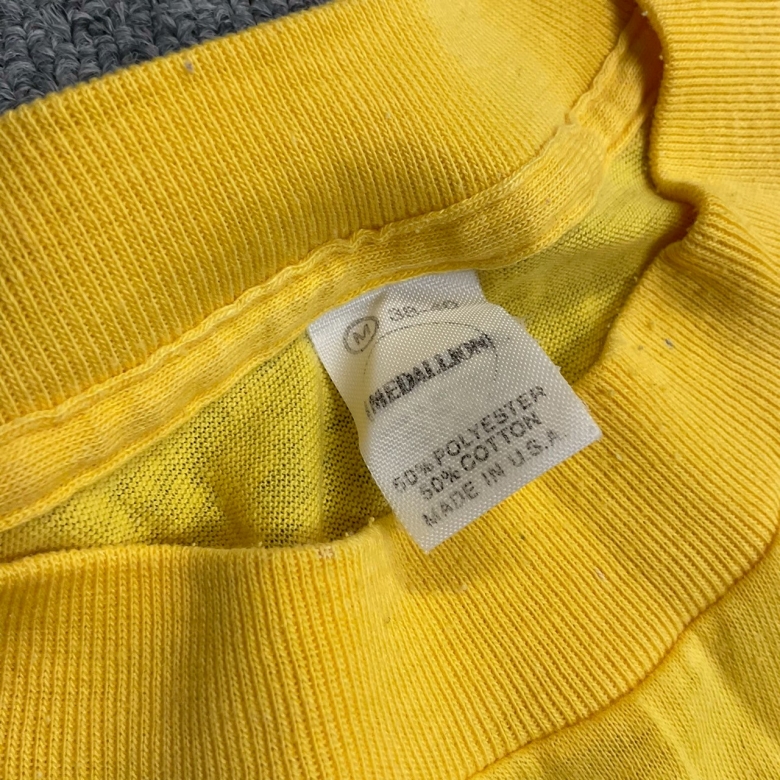 M 38-40
MEDALLION
50% POLYESTER
50% COTTON
MADE IN U.S.A.